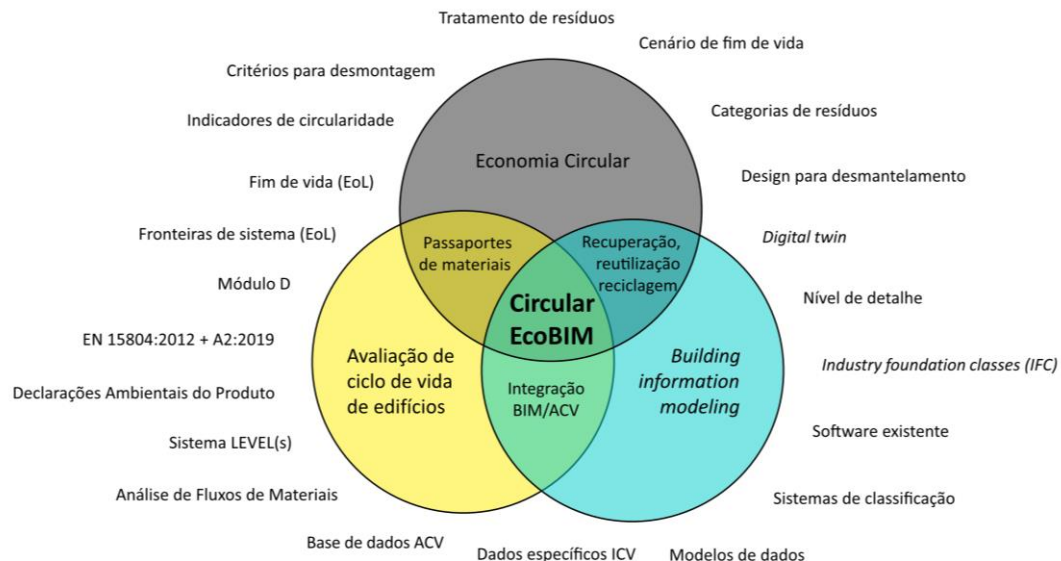 Tratamento de resíduos
Cenário de fim de vida
Critérios para desmontagem
Categorias de resíduos
Indicadores de circularidade
Economia Circular
Design para desmantelamento
Fim de vida (EoL)
Fronteiras de sistema (EoL)
Digital twin
Passaportes
de materiais
Recuperação,
reutilização
reciclagem
Módulo D
Nível de detalhe
Circular
EcoBIM
EN 15804:2012 + A2:2019
Avaliação de
ciclo de vida
de edifícios
Building
information
modeling
Industry foundation classes (IFC)
Integração
BIM/ACV
Declarações Ambientais do Produto
Software existente
Sistema LEVEL(s)
Análise de Fluxos de Materiais
Sistemas de classificação
Base de dados ACV
Dados específicos ICV
Modelos de dados